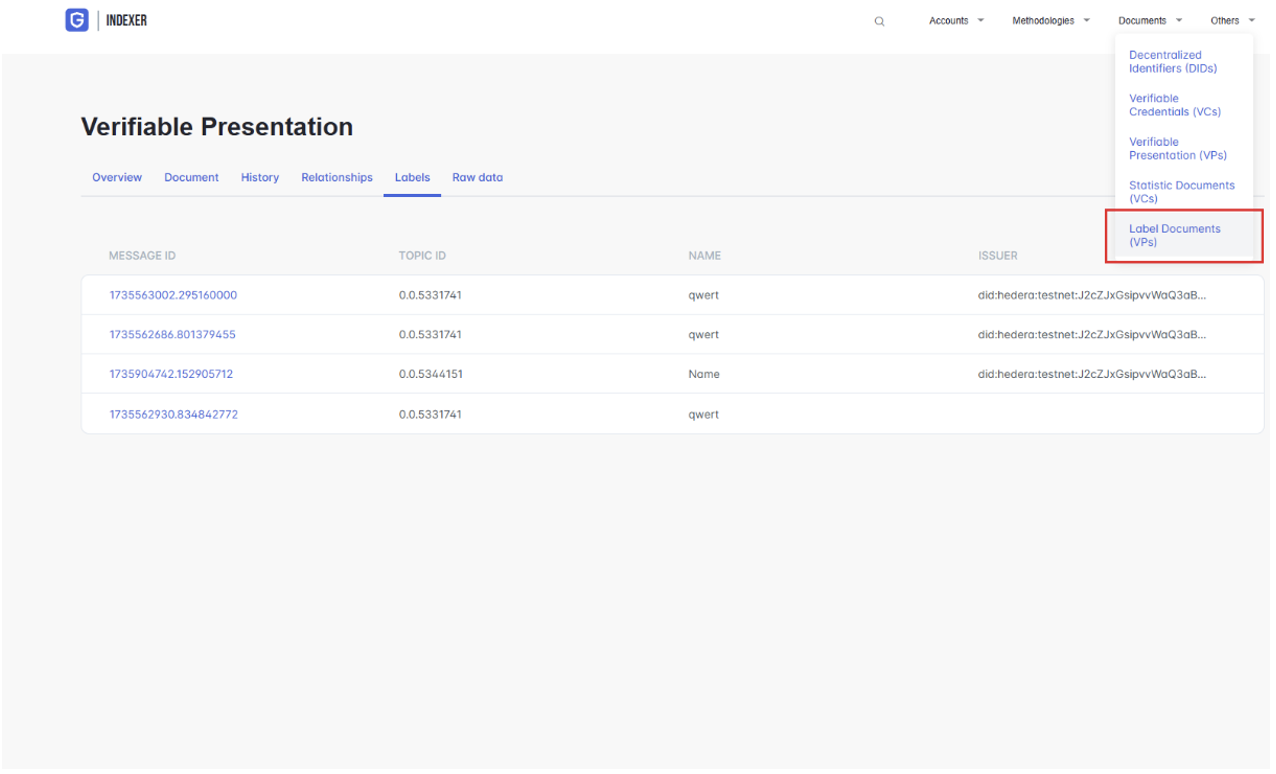 INDEXER
Accounts Methodologies Documents Others
Decentralized
Identifiers (DIDs)
Verifiable
Credentials (VCs)
Verifiable
Presentation (VPs)
Statistic Documents
(VCs)
Label Documents
(VPs)
Verifiable Presentation
Overview Document History Relationships Labels Raw data
MESSAGE ID TOPIC ID NAME ISSUER
1735563002.295160000 0.0.5331741 qwert did:hedera:testnet:J2cZJxGsipvvWaQ3aB...
1735562686.801379455 0.0.5331741 qwert did:hedera:testnet:J2cZJxGsipvvWaQ3aB...
1735904742.152905712 0.0.5344151 Name did:hedera:testnet:J2cZJxGsipvvWaQ3aB...
1735562930.834842772 0.0.5331741 qwert